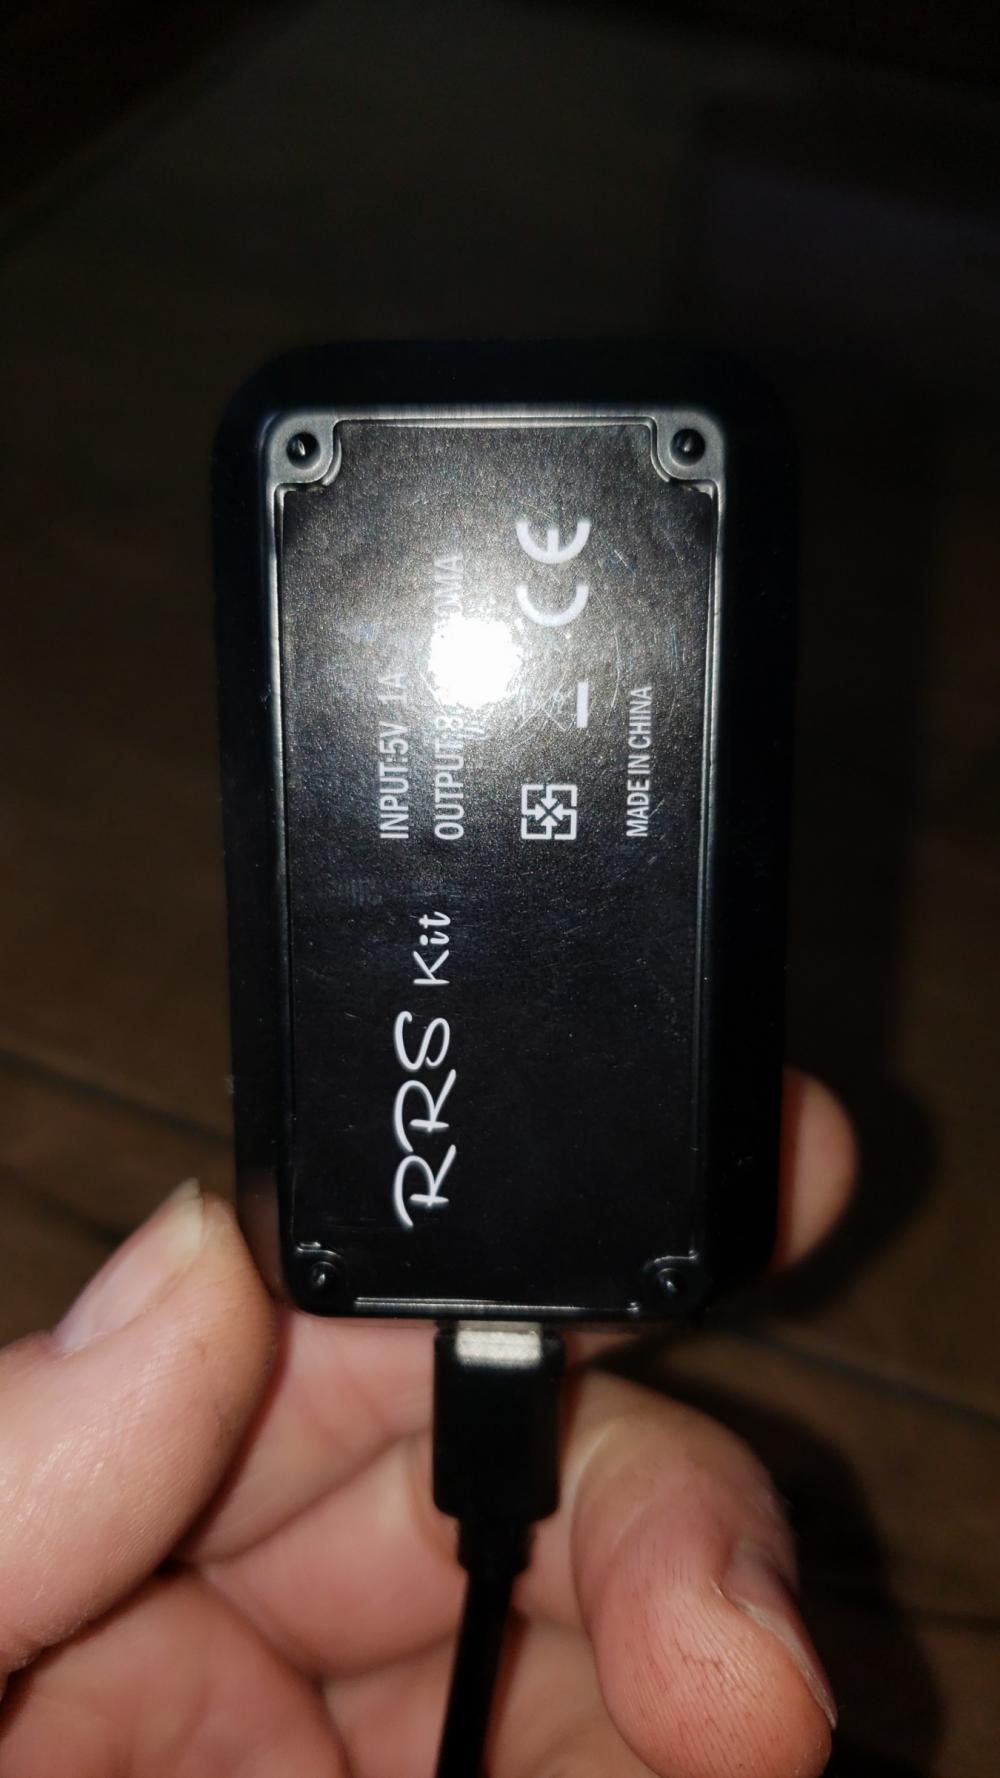 RRS Kit
INPUT:5V 1A
OUTPUT:8
CE
MADE IN CHINA